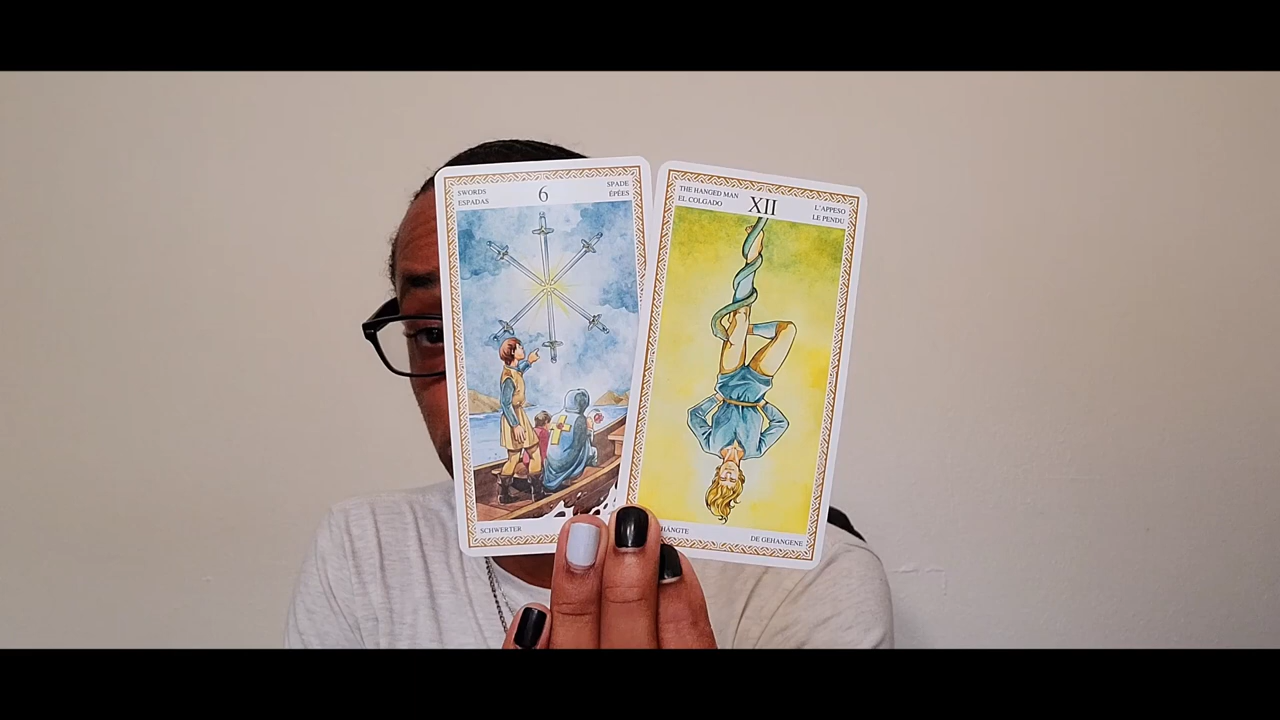 SWORDS
ESPADAS
6
SPADE
ÉPÉES
SCHWERTER
THE HANGED MAN
EL COLGADO
XII
L'APPESO
LE PENDU
DE GEHANGENE